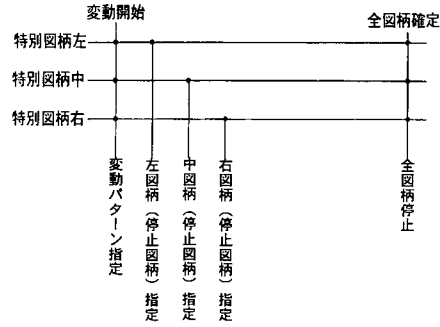 変動開始
全図柄確定
特別図柄左
特別図柄中
特別図柄右
変動パターン指定
左図柄（停止図柄）指定
中図柄（停止図柄）指定
右図柄（停止図柄）指定
全図柄停止